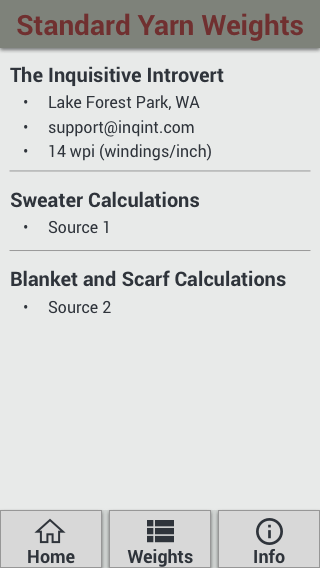 Standard Yarn Weights
The Inquisitive Introvert
• Lake Forest Park, WA
• support@inqint.com
• 14 wpi (windings/inch)
Sweater Calculations
• Source 1
Blanket and Scarf Calculations
• Source 2
Home Weights Info